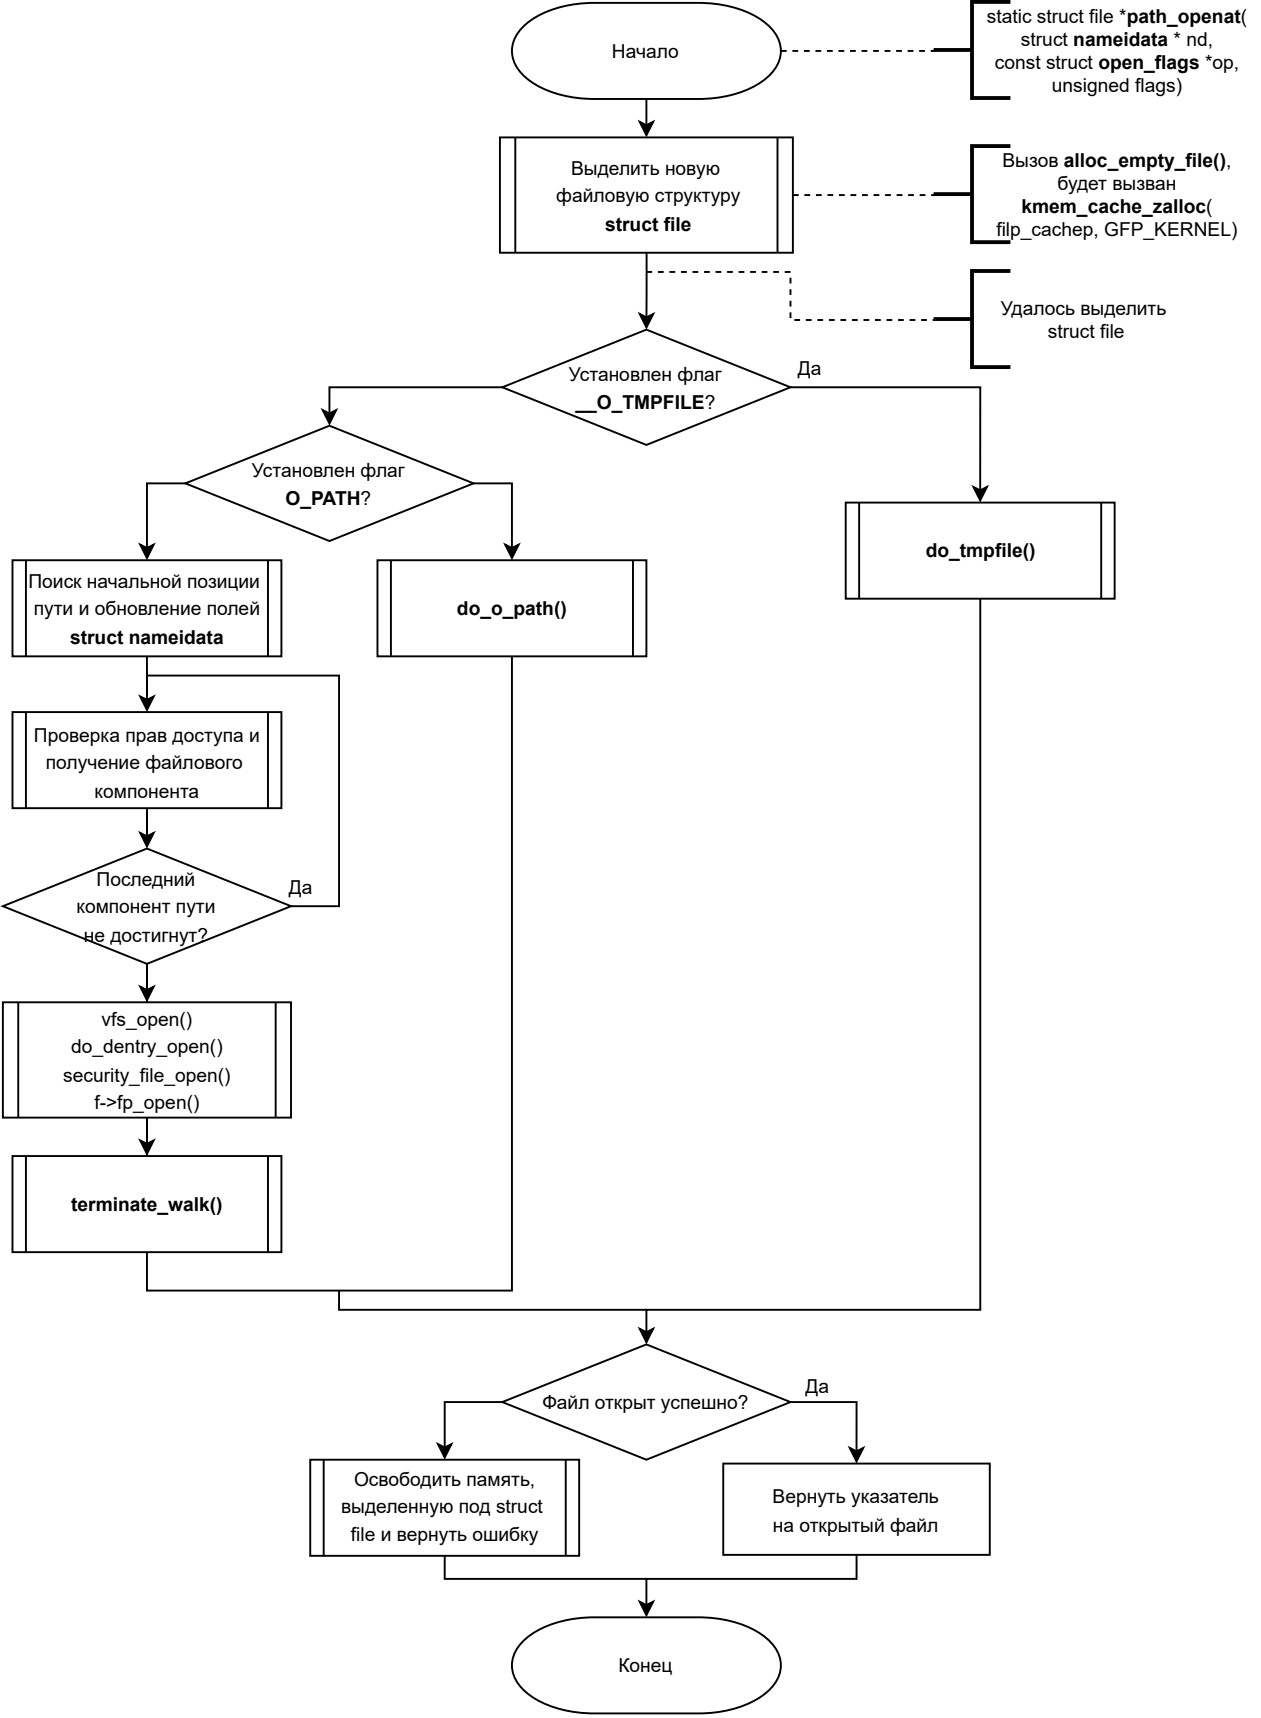 Начало
static struct file *path_openat(
struct nameidata * nd,
const struct open_flags *op,
unsigned flags)
Выделить новую
файловую структуру
struct file
Вызов alloc_empty_file(),
будет вызван
kmem_cache_zalloc(
filp_cachep, GFP_KERNEL)
Удалось выделить
struct file
Установлен флаг
__O_TMPFILE?
Да
Установлен флаг
O_PATH?
do_tmpfile()
Поиск начальной позиции
пути и обновление полей
struct nameidata
do_o_path()
Проверка прав доступа и
получение файлового
компонента
Последний
компонент пути
не достигнут?
Да
vfs_open()
do_dentry_open()
security_file_open()
f->fp_open()
terminate_walk()
Файл открыт успешно?
Да
Освободить память,
выделенную под struct
file и вернуть ошибку
Вернуть указатель
на открытый файл
Конец